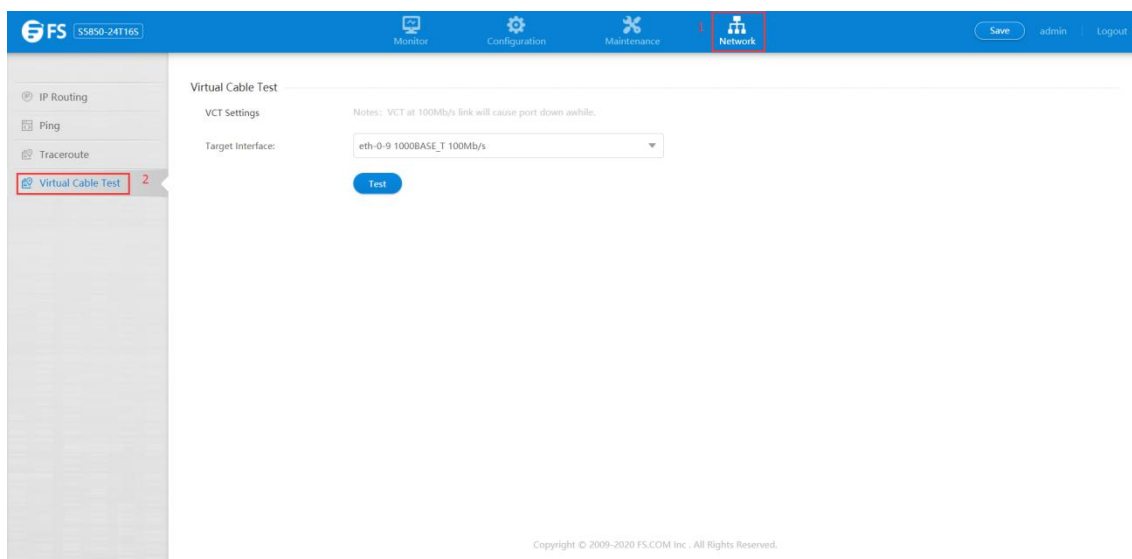 FS S5850-24T16S
Monitor
Configuration
Maintenance
1
Network
Save
admin
Logout
IP Routing
Ping
Traceroute
Virtual Cable Test 2
Virtual Cable Test
VCT Settings
Notes: VCT at 100Mb/s link will cause port down awhile.
Target Interface:
eth-0-9 1000BASE_T 100Mb/s
Test
Copyright © 2009-2020 FS.COM Inc . All Rights Reserved.